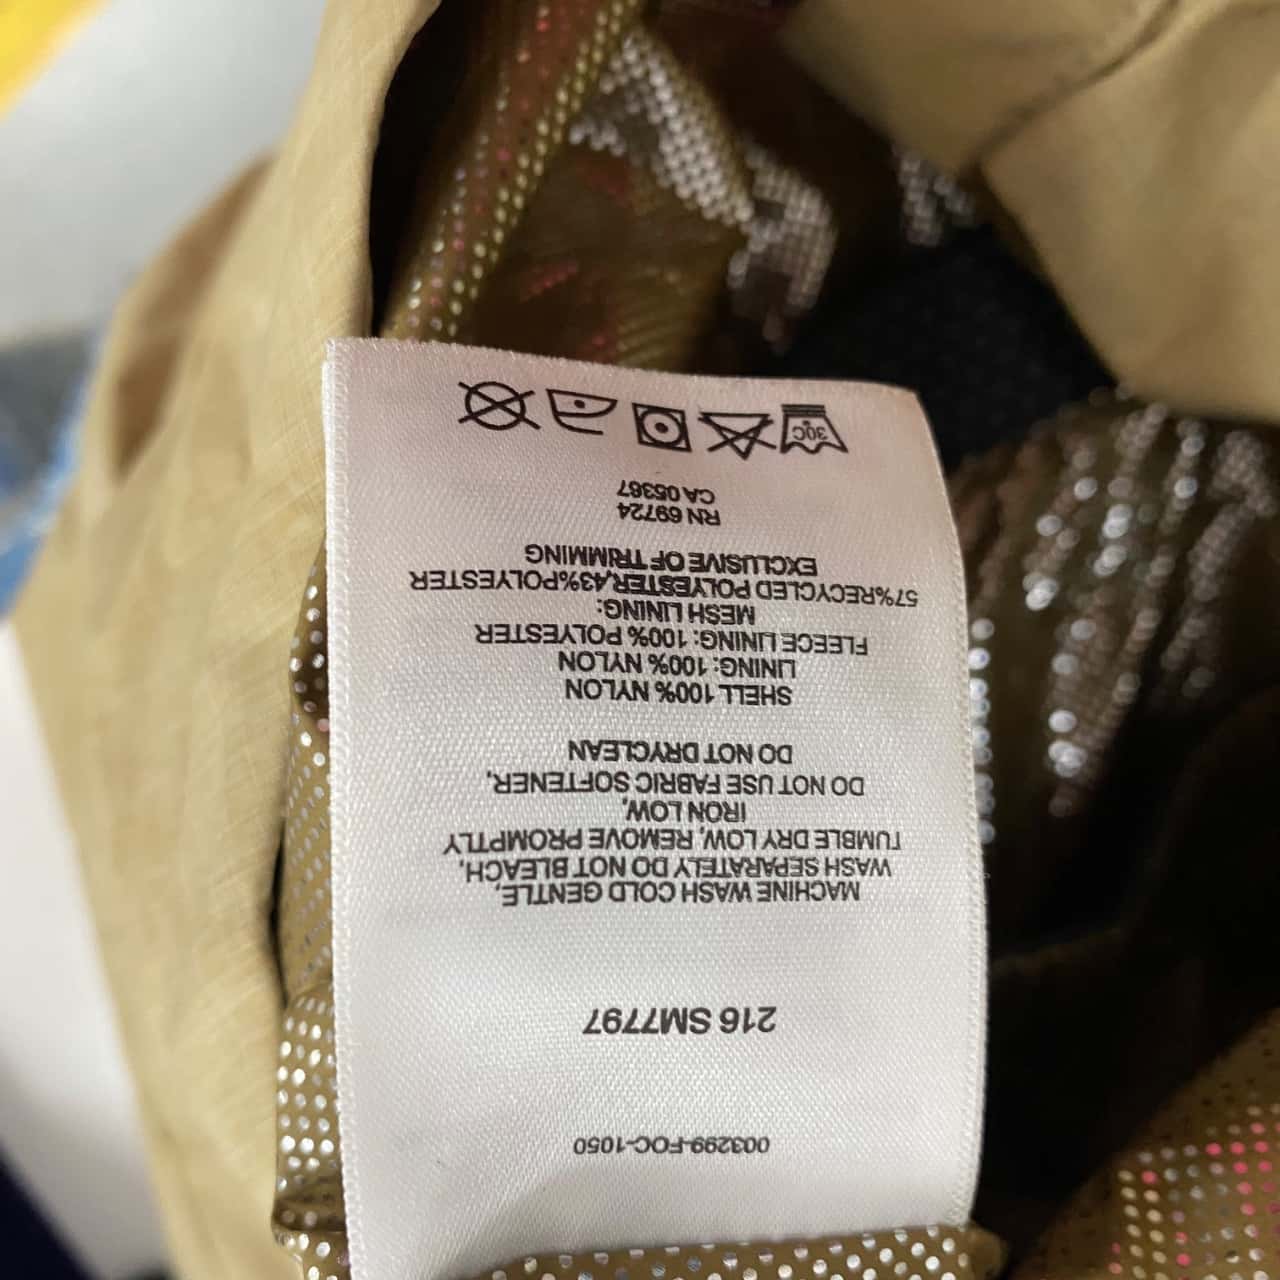 003299-FOC-1050
216 SM7797
MACHINE WASH COLD GENTLE,
WASH SEPARATELY DO NOT BLEACH,
TUMBLE DRY LOW, REMOVE PROMPTLY
IRON LOW,
DO NOT USE FABRIC SOFTENER,
DO NOT DRYCLEAN
SHELL 100% NYLON
LINING: 100% NYLON
FLEECE LINING: 100% POLYESTER
MESH LINING:
57%RECYCLED POLYESTER,43%POLYESTER
EXCLUSIVE OF TRIMMING
RN 69724
CA 05367
30C